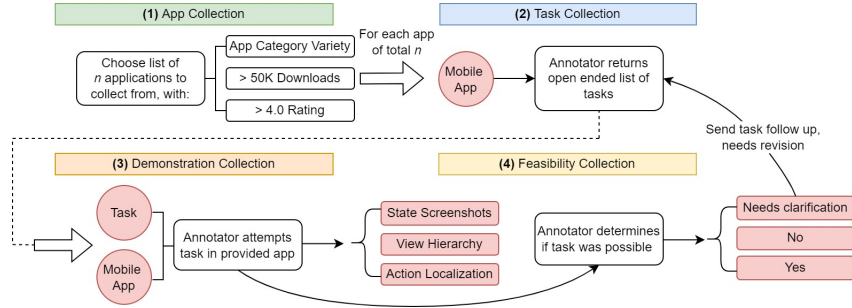 (1) App Collection
Choose list of
n applications to
collect from, with:
App Category Variety
> 50K Downloads
> 4.0 Rating
For each app
of total n
(2) Task Collection
Mobile
App
Annotator returns
open ended list of
tasks
Send task follow up,
needs revision
(3) Demonstration Collection
Task
Mobile
App
Annotator attempts
task in provided app
State Screenshots
View Hierarchy
Action Localization
(4) Feasibility Collection
Annotator determines
if task was possible
Needs clarification
No
Yes